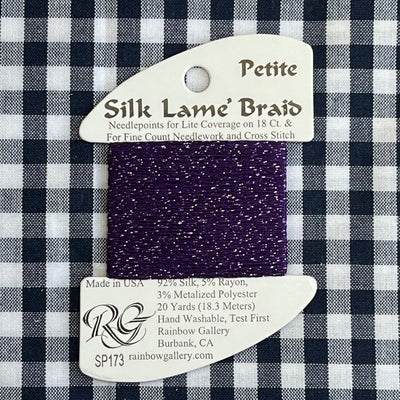 Petite
Silk Lamé Braid
Needlepoints for Lite Coverage on 18 Ct. &
For Fine Count Needlework and Cross Stitch
Made in USA
92% Silk, 5% Rayon,
3% Metalized Polyester
20 Yards (18.3 Meters)
Hand Washable, Test First
Rainbow Gallery
Burbank, CA
RG
SP173 rainbowgallery.com